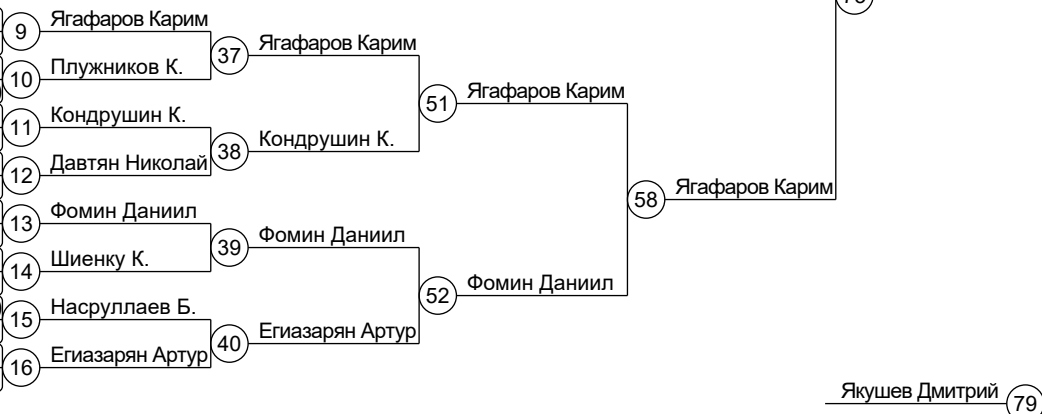 9 Ягафаров Карим
10 Плужников К.
37 Ягафаров Карим
11 Кондрушин К.
12 Давтян Николай
38 Кондрушин К.
51 Ягафаров Карим
13 Фомин Даниил
14 Шиенку К.
39 Фомин Даниил
15 Насруллаев Б.
16 Егиазарян Артур
40 Егиазарян Артур
52 Фомин Даниил
58 Ягафаров Карим
Якушев Дмитрий 79